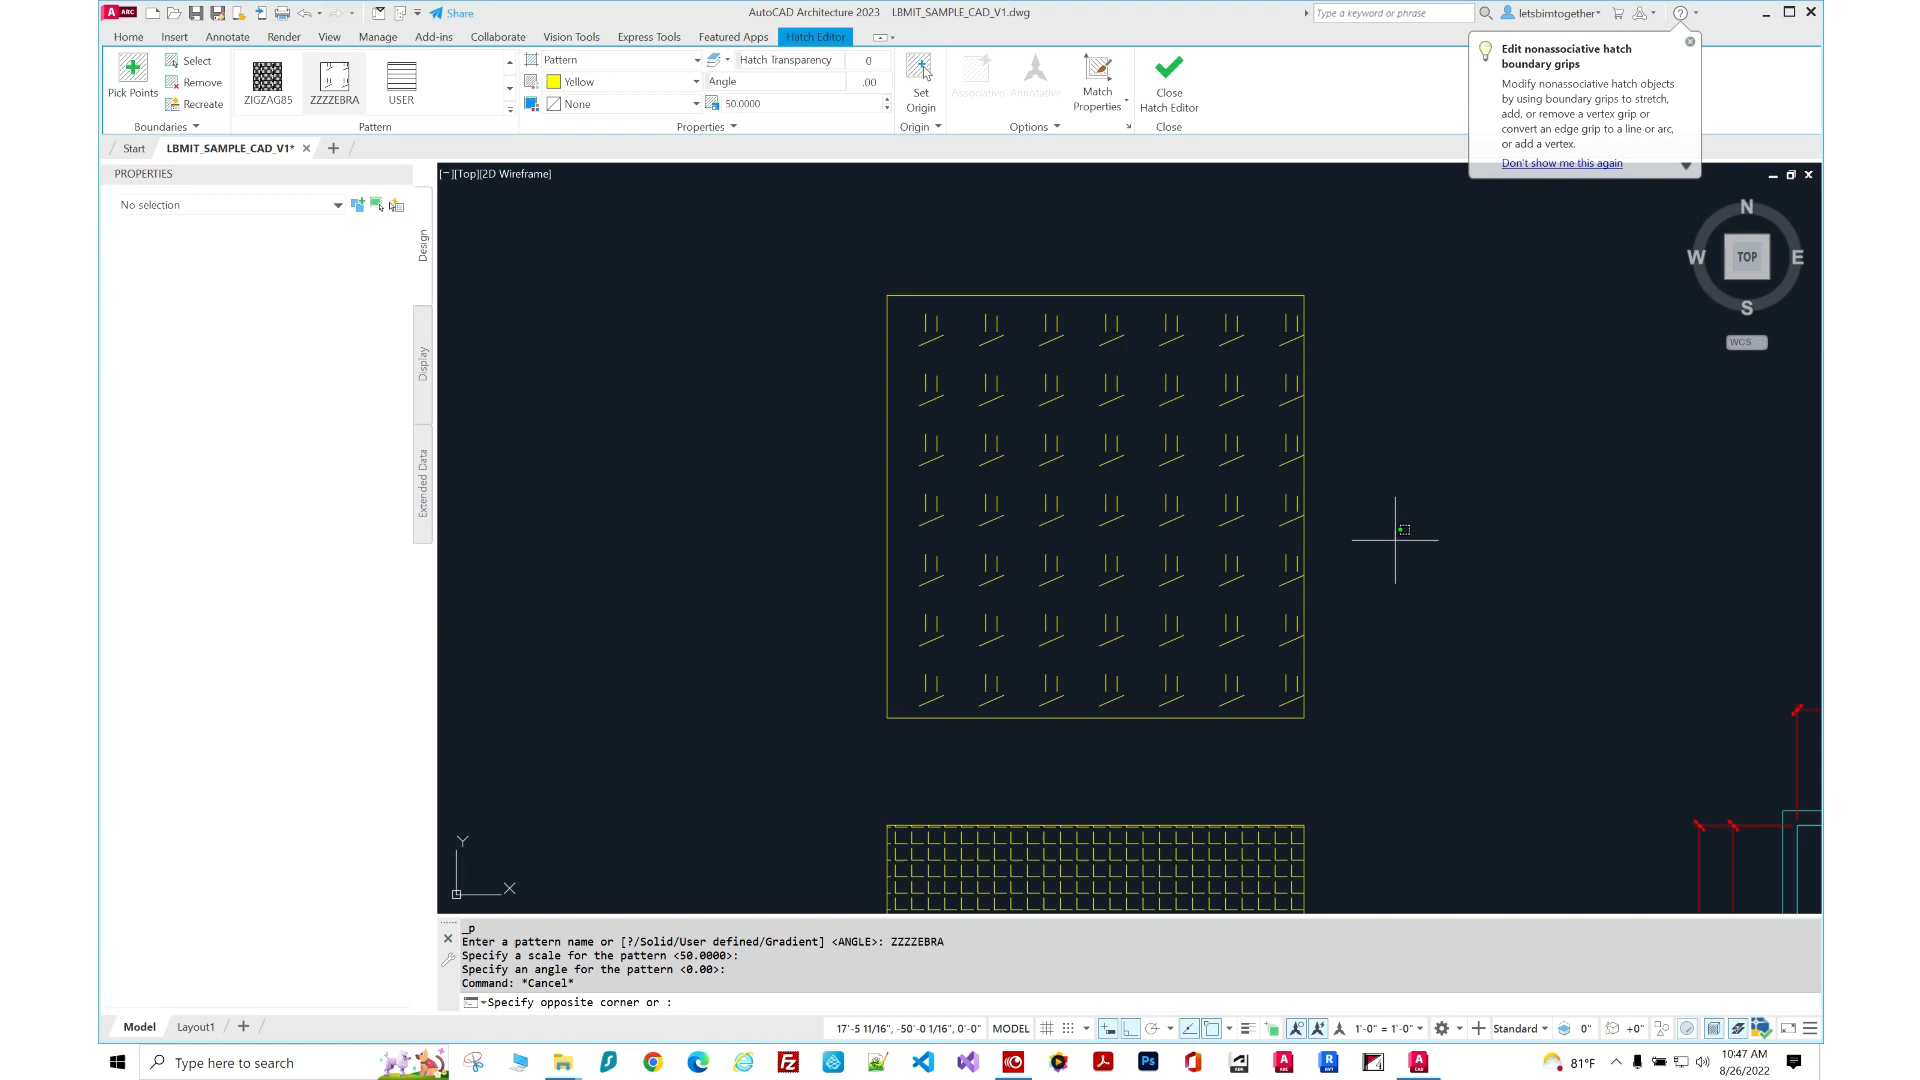 ARC
Share
AutoCAD Architecture 2023 LBMIT_SAMPLE_CAD_V1.dwg
Type a keyword or phrase
letsbimtogether
Home Insert Annotate Render View Manage Add-ins Collaborate Vision Tools Express Tools Featured Apps Hatch Editor
Pick Points
Select
Remove
Recreate
Boundaries
ZIGZAG85
ZZZZEBRA
USER
Pattern
Pattern
Yellow
None
Hatch Transparency 0
Angle .00
50.0000
Properties
Set
Origin
Origin
Associative
Annotative
Match
Properties
Options
Close
Hatch Editor
Close
Edit nonassociative hatch
boundary grips
Modify nonassociative hatch objects
by using boundary grips to stretch,
add, or remove a vertex grip or
convert an edge grip to a line or arc,
or add a vertex.
Don't show me this again
Start LBMIT_SAMPLE_CAD_V1*
PROPERTIES
No selection
Design
Display
Extended Data
[−][Top][2D Wireframe]
N
W TOP E
S
WCS
Y
X
_p
Enter a pattern name or [?/Solid/User defined/Gradient] <ANGLE>: ZZZZEBRA
Specify a scale for the pattern <50.0000>:
Specify an angle for the pattern <0.00>:
Command: *Cancel*
Specify opposite corner or :
Model Layout1
17'-5 11/16", -50'-0 1/16", 0'-0" MODEL
1'-0" = 1'-0"
Standard
0"
+0"
Type here to search
81°F
10:47 AM
8/26/2022